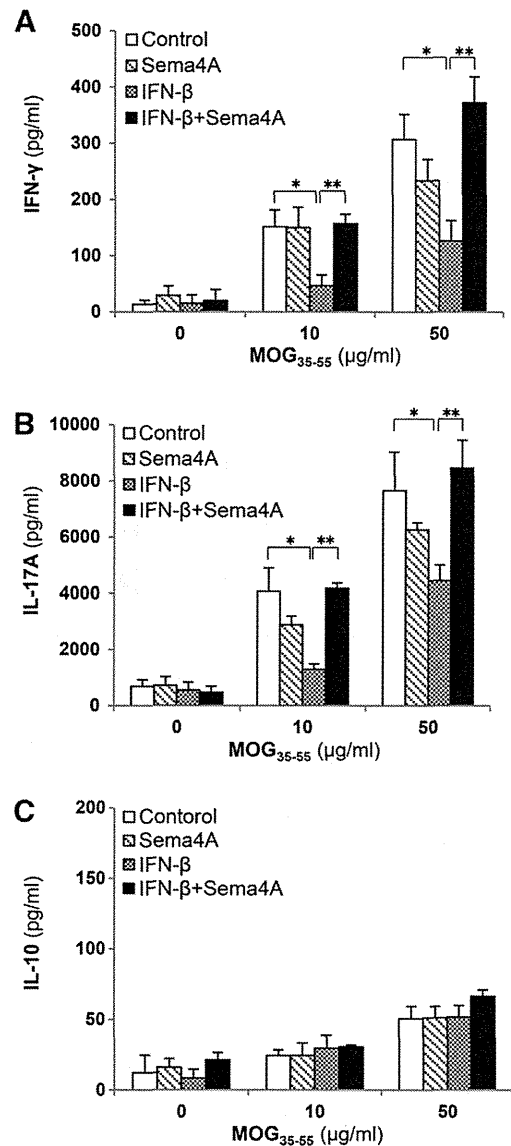 A
500
400
300
200
100
0
IFN-γ (pg/ml)
Control
Sema4A
IFN-β
IFN-β+Sema4A
* **
* **
0 10 50
MOG35-55 (μg/ml)
B
10000
8000
6000
4000
2000
0
IL-17A (pg/ml)
Control
Sema4A
IFN-β
IFN-β+Sema4A
* **
* **
0 10 50
MOG35-55 (μg/ml)
C
200
150
100
50
0
IL-10 (pg/ml)
Contorol
Sema4A
IFN-β
IFN-β+Sema4A
0 10 50
MOG35-55 (μg/ml)